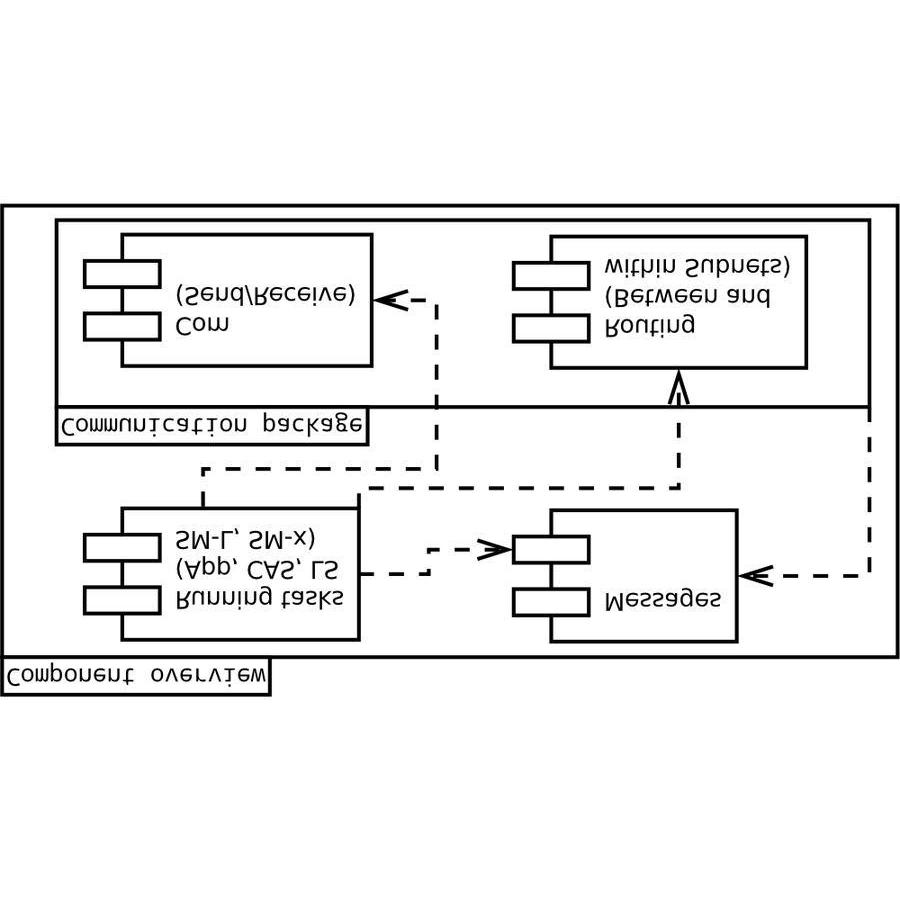 Component overview
Running tasks
(App, CAS, LS
SM-L, SM-x)
Messages
Communication package
Com
(Send/Receive)
Routing
(Between and
within Subnets)